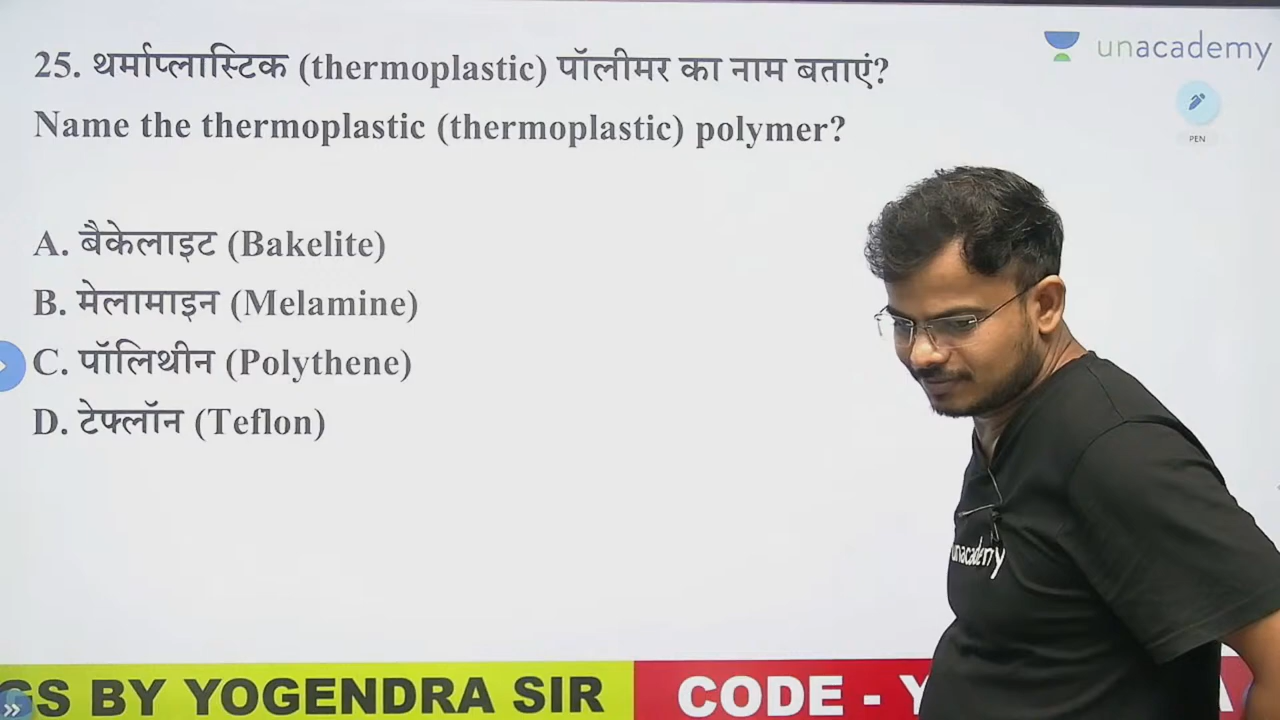 25. थर्माप्लास्टिक (thermoplastic) पॉलीमर का नाम बताएं?
Name the thermoplastic (thermoplastic) polymer?
A. बैकेलाइट (Bakelite)
B. मेलामाइन (Melamine)
C. पॉलिथीन (Polythene)
D. टेफ्लॉन (Teflon)
unacademy
PEN
unacademy
GS BY YOGENDRA SIR
CODE - Y